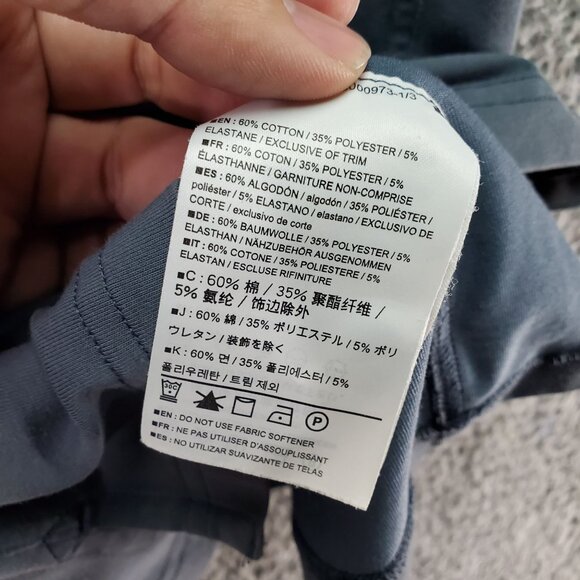 000973-1/3
■EN: 60% COTTON / 35% POLYESTER / 5%
ELASTANE / EXCLUSIVE OF TRIM
■FR : 60% COTON / 35% POLYESTER / 5%
ÉLASTHANNE / GARNITURE NON-COMPRISE
■ES : 60% ALGODÓN / algodón / 35% POLIÉSTER /
poliéster / 5% ELASTANO / elastano / EXCLUSIVO DE
CORTE / exclusivo de corte
■DE : 60% BAUMWOLLE / 35% POLYESTER / 5%
ELASTHAN / NÄHZUBEHÖR AUSGENOMMEN
■IT : 60% COTONE / 35% POLIESTERE / 5%
ELASTAN / ESCLUSE RIFINITURE
■C : 60% 棉 / 35% 聚酯纤维 /
5% 氨纶 / 饰边除外
■J : 60% 綿 / 35% ポリエステル / 5% ポリ
ウレタン / 装飾を除く
■K : 60% 면 / 35% 폴리에스터 / 5%
폴리우레탄 / 트림 제외
P
■EN : DO NOT USE FABRIC SOFTENER
■FR : NE PAS UTILISER D'ASSOUPLISSANT
■ES : NO UTILIZAR SUAVIZANTE DE TELAS